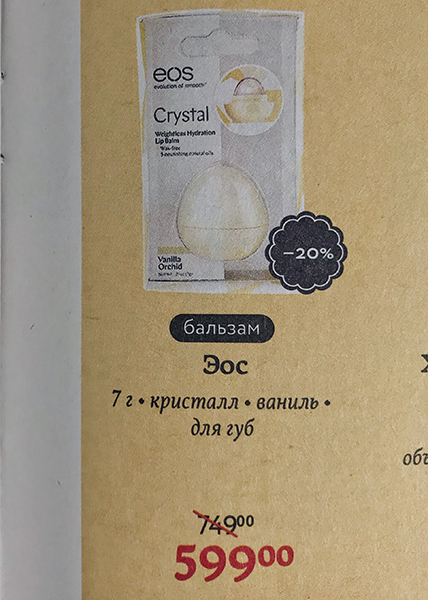 eos
evolution of smooth
Crystal
Weightless Hydration
Lip Balm
Vanilla
Orchid
–20%
бальзам
Эос
7 г • кристалл • ваниль •
для губ
объ
749⁰⁰
599⁰⁰